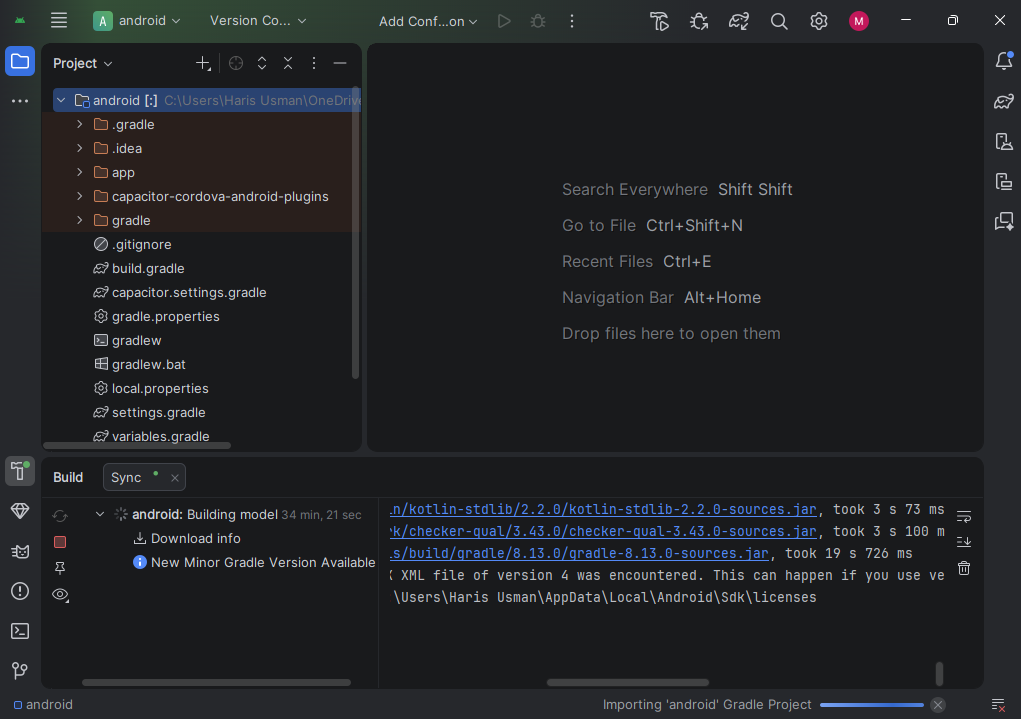 A android Version Co... Add Conf...on M
Project
android [:] C:\Users\Haris Usman\OneDrive
.gradle
.idea
app
capacitor-cordova-android-plugins
gradle
.gitignore
build.gradle
capacitor.settings.gradle
gradle.properties
gradlew
gradlew.bat
local.properties
settings.gradle
variables.gradle
Search Everywhere Shift Shift
Go to File Ctrl+Shift+N
Recent Files Ctrl+E
Navigation Bar Alt+Home
Drop files here to open them
Build Sync
android: Building model 34 min, 21 sec
Download info
New Minor Gradle Version Available
n/kotlin-stdlib/2.2.0/kotlin-stdlib-2.2.0-sources.jar, took 3 s 73 ms
/checker-qual/3.43.0/checker-qual-3.43.0-sources.jar, took 3 s 100 m
s/build/gradle/8.13.0/gradle-8.13.0-sources.jar, took 19 s 726 ms
XML file of version 4 was encountered. This can happen if you use ve
\Users\Haris Usman\AppData\Local\Android\Sdk\licenses
android Importing 'android' Gradle Project